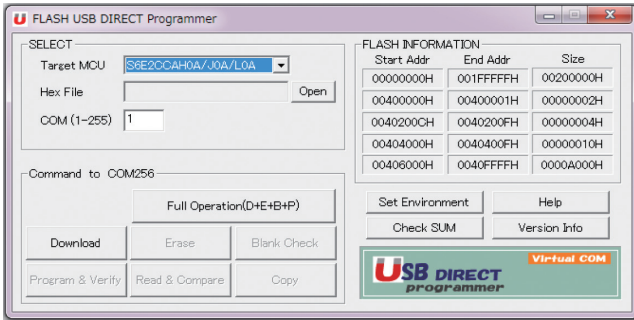 FLASH USB DIRECT Programmer
SELECT
Target MCU S6E2CCAH0A/J0A/L0A
Hex File Open
COM (1-255) 1
Command to COM256
Full Operation(D+E+B+P)
Download Erase Blank Check
Program & Verify Read & Compare Copy
FLASH INFORMATION
Start Addr End Addr Size
00000000H 001FFFFFH 00200000H
00400000H 00400001H 00000002H
0040200CH 0040200FH 00000004H
00404000H 0040400FH 00000010H
00406000H 0040FFFFH 0000A000H
Set Environment Help
Check SUM Version Info
Virtual COM
USB DIRECT
programmer